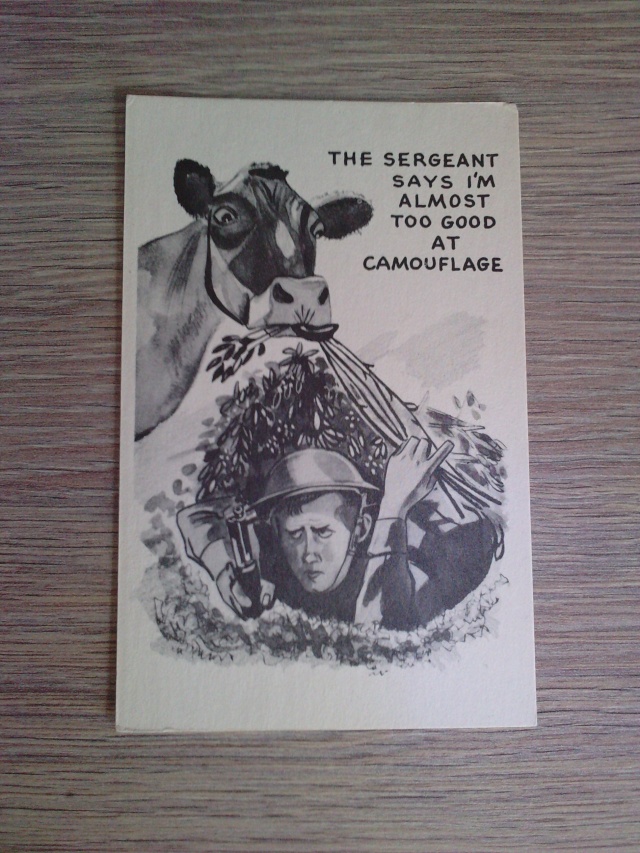 THE SERGEANT
SAYS I'M
ALMOST
TOO GOOD
AT
CAMOUFLAGE